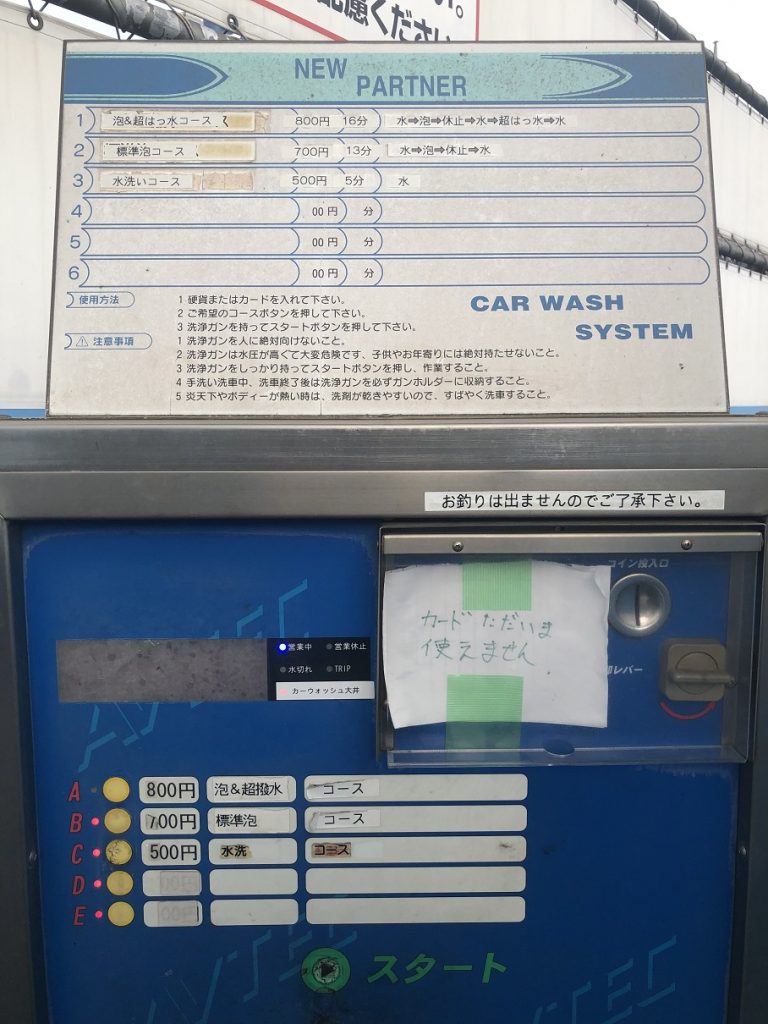 配慮ください
NEW PARTNER
1 泡&超はっ水コース 800円 16分 水⇒泡⇒休止⇒水⇒超はっ水⇒水
2 標準泡コース 700円 13分 水⇒泡⇒休止⇒水
3 水洗いコース 500円 5分 水
4 00円 分
5 00円 分
6 00円 分
使用方法
1 硬貨またはカードを入れて下さい。
2 ご希望のコースボタンを押して下さい。
3 洗浄ガンを持ってスタートボタンを押して下さい。
注意事項
1 洗浄ガンを人に絶対向けないこと。
2 洗浄ガンは水圧が高くて大変危険です、子供やお年寄りには絶対持たせないこと。
3 洗浄ガンをしっかり持ってスタートボタンを押し、作業すること。
4 手洗い洗車中、洗車終了後は洗浄ガンを必ずガンホルダーに収納すること。
5 炎天下やボディーが熱い時は、洗剤が乾きやすいので、すばやく洗車すること。
CAR WASH
SYSTEM
お釣りは出ませんのでご了承下さい。
コイン投入口
カードただいま
使えません
却レバー
営業中 営業休止
水切れ TRIP
カーウォッシュ大井
A 800円 泡&超撥水 コース
B 700円 標準泡 コース
C 500円 水洗 コース
D 00円
E 00円
スタート
AVTEC
AVTEC
AVTEC